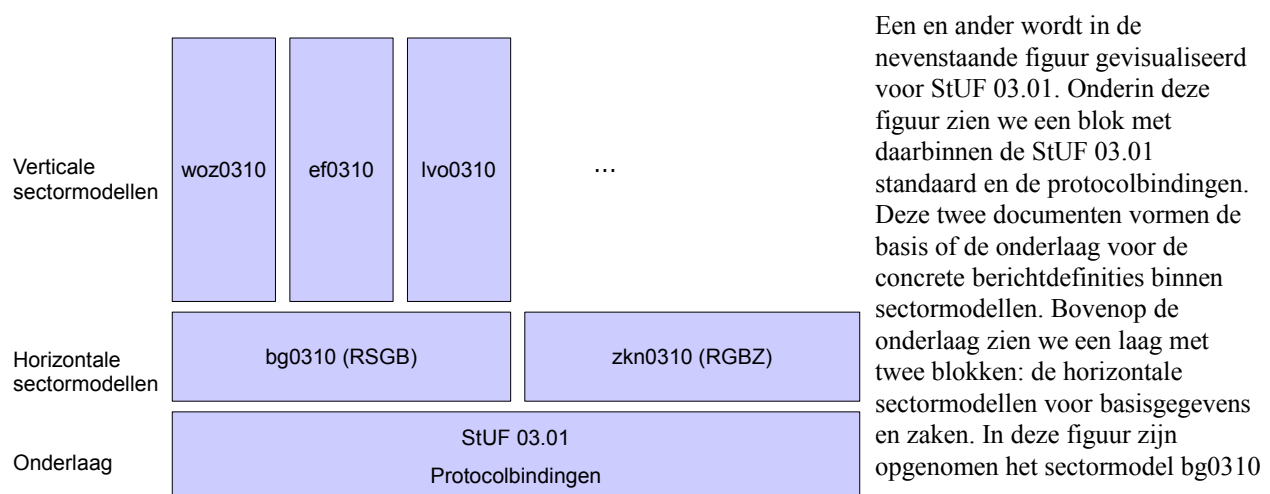 Verticale
sectormodellen
woz0310
ef0310
lvo0310
...
Horizontale
sectormodellen
bg0310 (RSGB)
zkn0310 (RGBZ)
Onderlaag
StUF 03.01
Protocolbindingen
Een en ander wordt in de
nevenstaande figuur gevisualiseerd
voor StUF 03.01. Onderin deze
figuur zien we een blok met
daarbinnen de StUF 03.01
standaard en de protocolbindingen.
Deze twee documenten vormen de
basis of de onderlaag voor de
concrete berichtdefinities binnen
sectormodellen. Bovenop de
onderlaag zien we een laag met
twee blokken: de horizontale
sectormodellen voor basisgegevens
en zaken. In deze figuur zijn
opgenomen het sectormodel bg0310